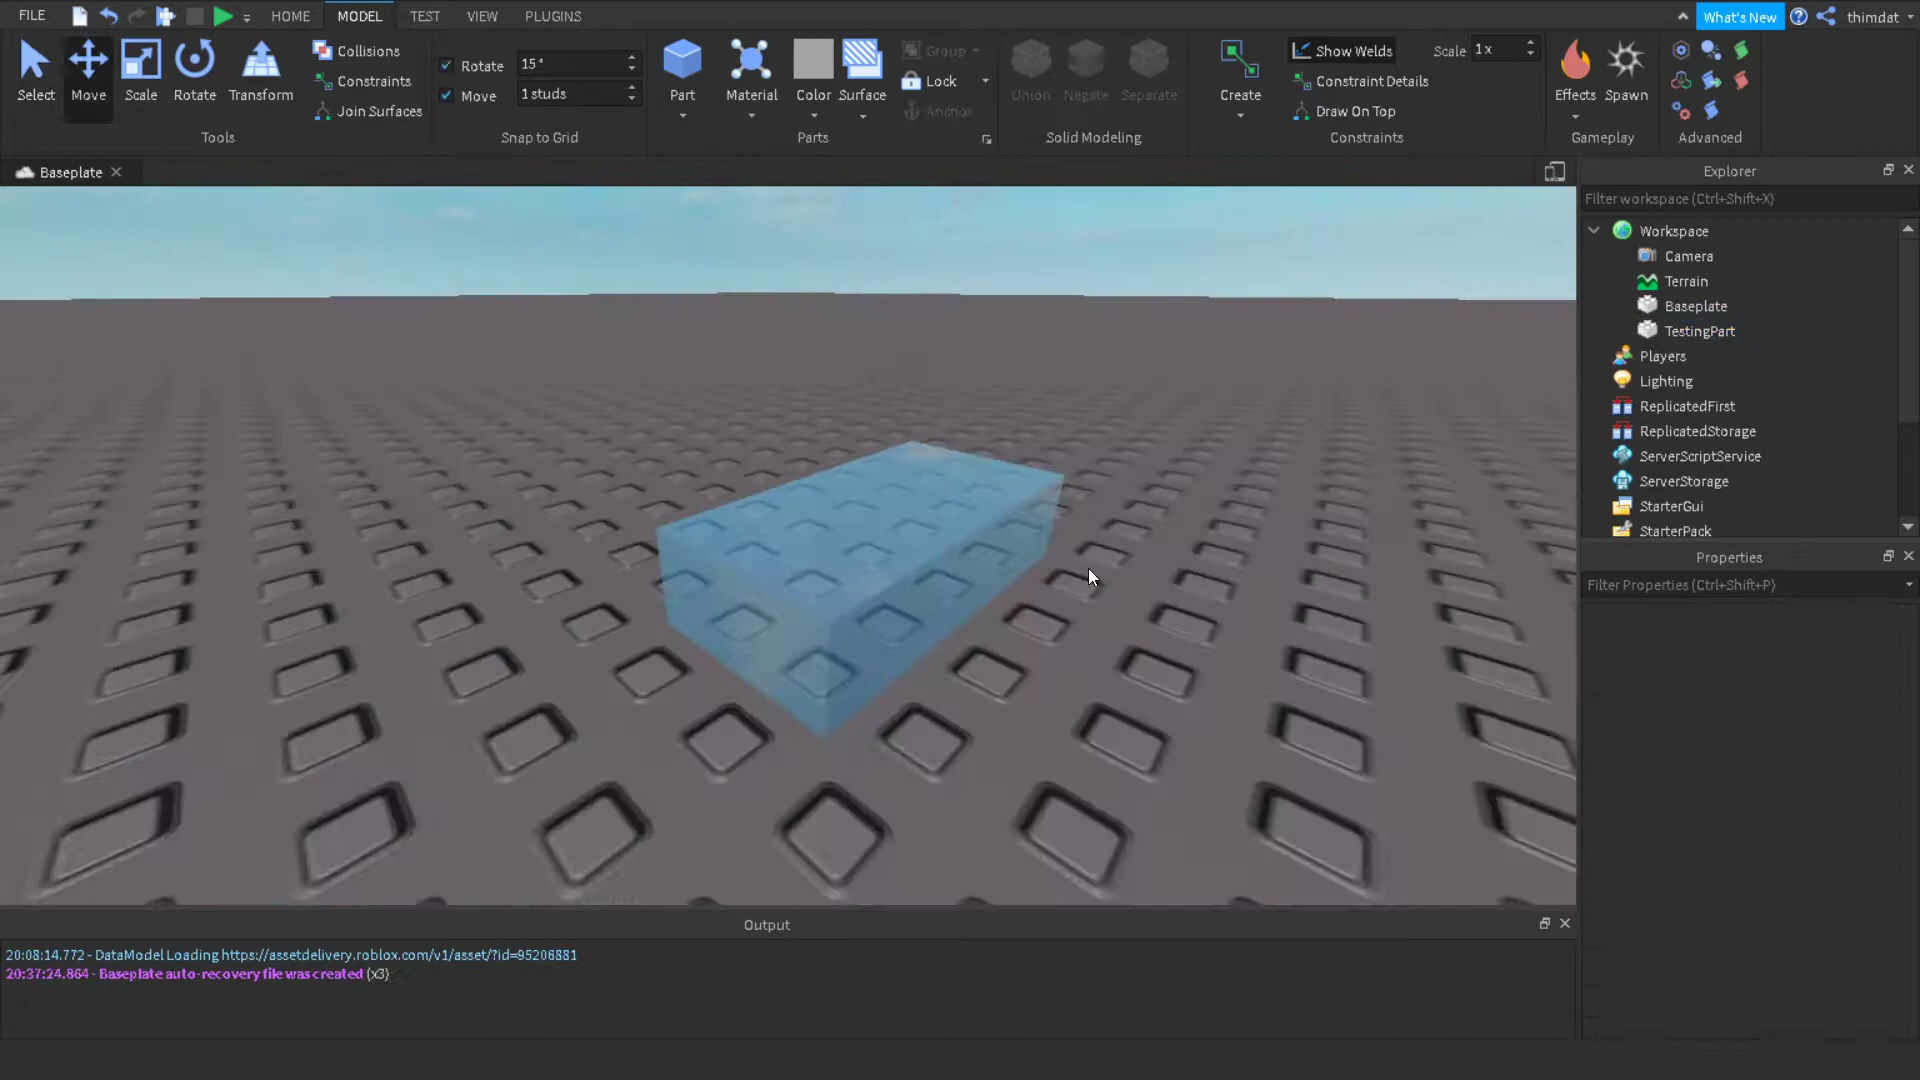 FILE HOME MODEL TEST VIEW PLUGINS What's New thimdat
Select Move Scale Rotate Transform
Collisions
Constraints
Join Surfaces
Tools
Rotate 15°
Move 1 studs
Snap to Grid
Part Material Color Surface
Group
Lock
Anchor
Parts
Union Negate Separate
Solid Modeling
Create
Show Welds Scale 1 x
Constraint Details
Draw On Top
Constraints
Effects Spawn
Gameplay
Advanced
Baseplate
Explorer
Filter workspace (Ctrl+Shift+X)
Workspace
Camera
Terrain
Baseplate
TestingPart
Players
Lighting
ReplicatedFirst
ReplicatedStorage
ServerScriptService
ServerStorage
StarterGui
StarterPack
Properties
Filter Properties (Ctrl+Shift+P)
Output
20:08:14.772 - DataModel Loading https://assetdelivery.roblox.com/v1/asset/?id=95206881
20:37:24.864 - Baseplate auto-recovery file was created (x3)